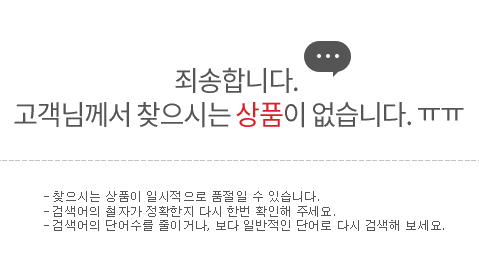 죄송합니다.
고객님께서 찾으시는 상품이 없습니다. ㅠㅠ
- 찾으시는 상품이 일시적으로 품절일 수 있습니다.
- 검색어의 철자가 정확한지 다시 한번 확인해 주세요.
- 검색어의 단어수를 줄이거나, 보다 일반적인 단어로 다시 검색해 보세요.